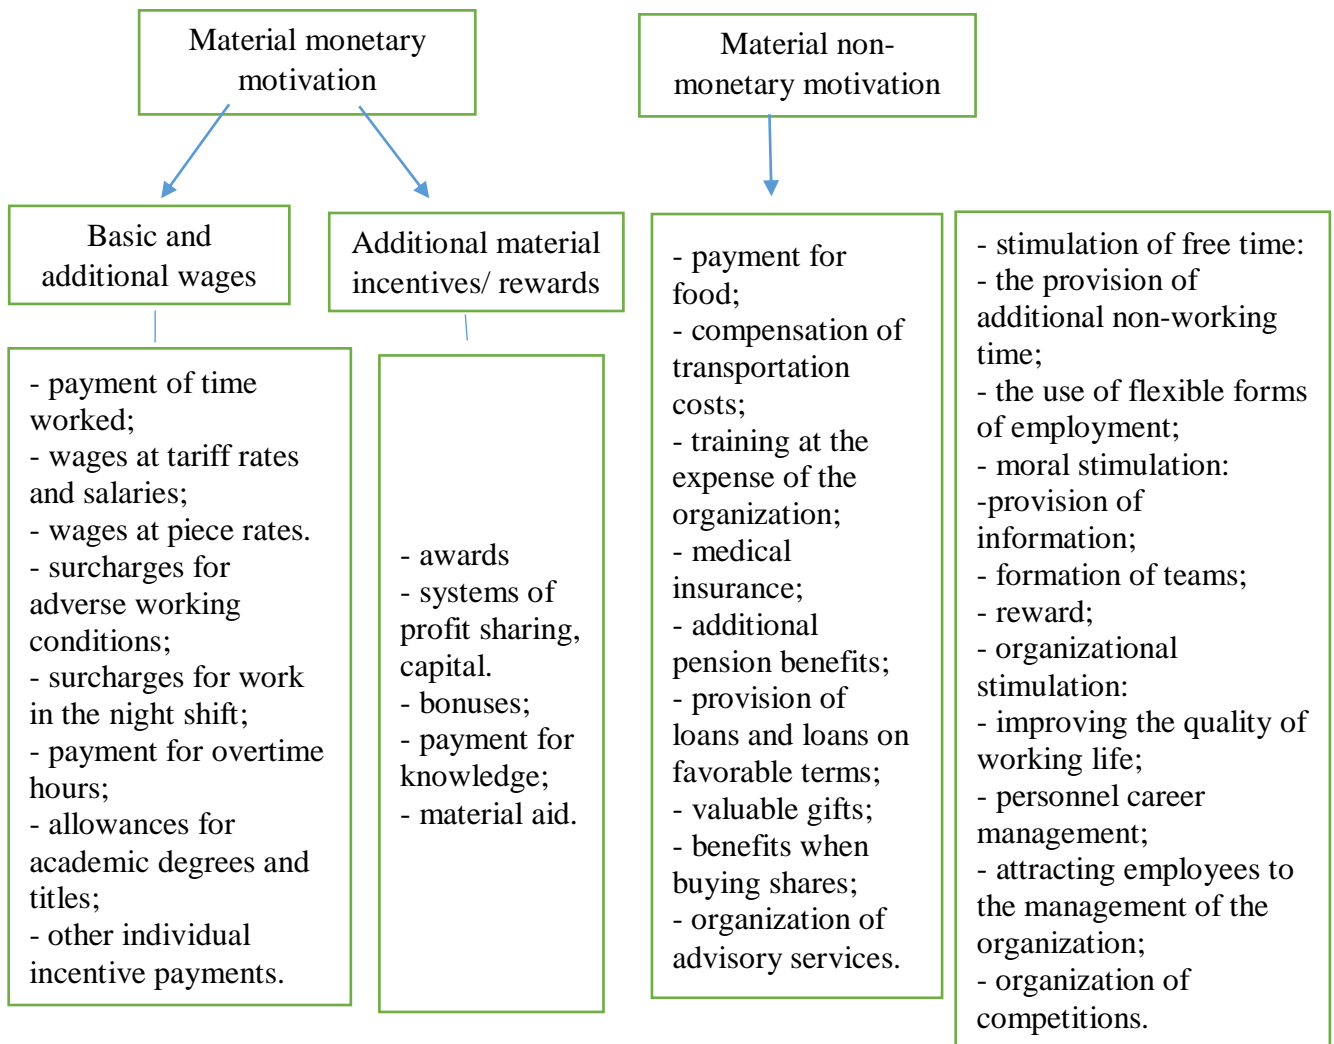 Material monetary
motivation
Material non-
monetary motivation
Basic and
additional wages
Additional material
incentives/ rewards
- payment of time
worked;
- wages at tariff rates
and salaries;
- wages at piece rates.
- surcharges for
adverse working
conditions;
- surcharges for work
in the night shift;
- payment for overtime
hours;
- allowances for
academic degrees and
titles;
- other individual
incentive payments.
- awards
- systems of
profit sharing,
capital.
- bonuses;
- payment for
knowledge;
- material aid.
- payment for
food;
- compensation of
transportation
costs;
- training at the
expense of the
organization;
- medical
insurance;
- additional
pension benefits;
- provision of
loans and loans on
favorable terms;
- valuable gifts;
- benefits when
buying shares;
- organization of
advisory services.
- stimulation of free time:
- the provision of
additional non-working
time;
- the use of flexible forms
of employment;
- moral stimulation:
-provision of
information;
- formation of teams;
- reward;
- organizational
stimulation:
- improving the quality of
working life;
- personnel career
management;
- attracting employees to
the management of the
organization;
- organization of
competitions.